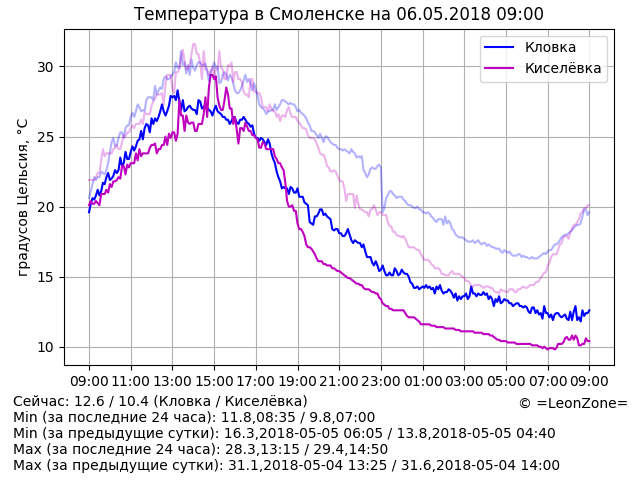 Температура в Смоленске на 06.05.2018 09:00
градусов Цельсия, °C
30
25
20
15
10
Кловка
Киселёвка
09:00 11:00 13:00 15:00 17:00 19:00 21:00 23:00 01:00 03:00 05:00 07:00 09:00
Сейчас: 12.6 / 10.4 (Кловка / Киселёвка)
© =LeonZone=
Min (за последние 24 часа): 11.8,08:35 / 9.8,07:00
Min (за предыдущие сутки): 16.3,2018-05-05 06:05 / 13.8,2018-05-05 04:40
Max (за последние 24 часа): 28.3,13:15 / 29.4,14:50
Max (за предыдущие сутки): 31.1,2018-05-04 13:25 / 31.6,2018-05-04 14:00